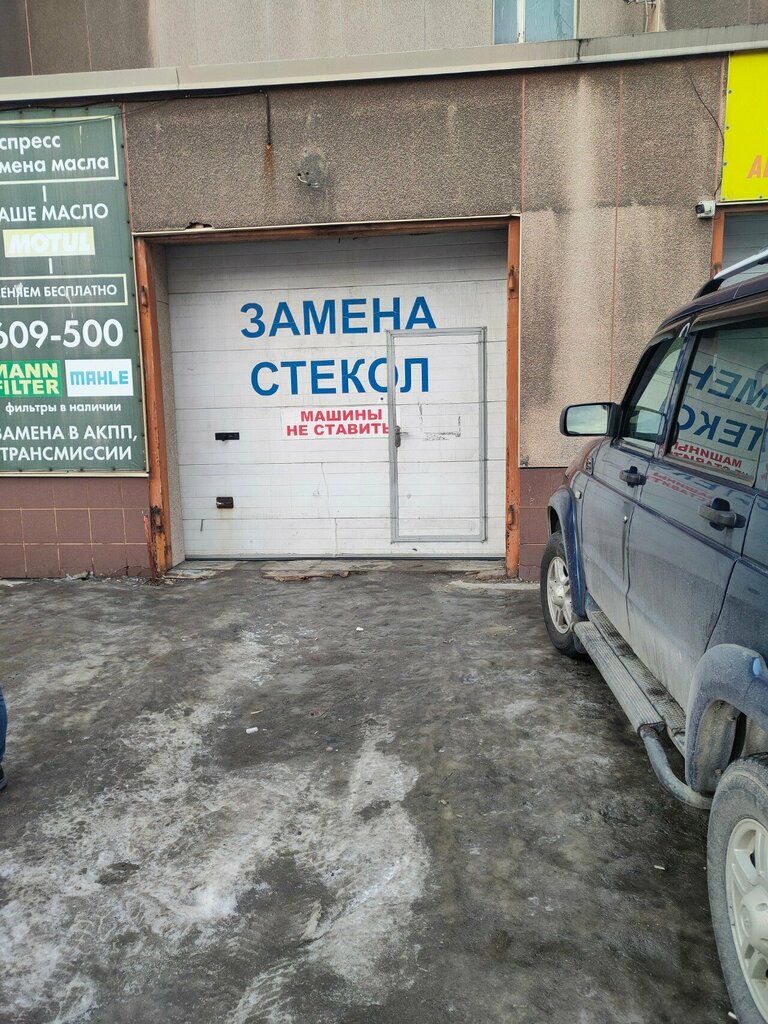 спресс
мена масла
АШЕ МАСЛО
MOTUL
ЕНЯЕМ БЕСПЛАТНО
609-500
MANN
FILTER
MAHLE
фильтры в наличии
ЗАМЕНА В АКПП,
ТРАНСМИССИИ
ЗАМЕНА
СТЕКОЛ
МАШИНЫ
НЕ СТАВИТЬ